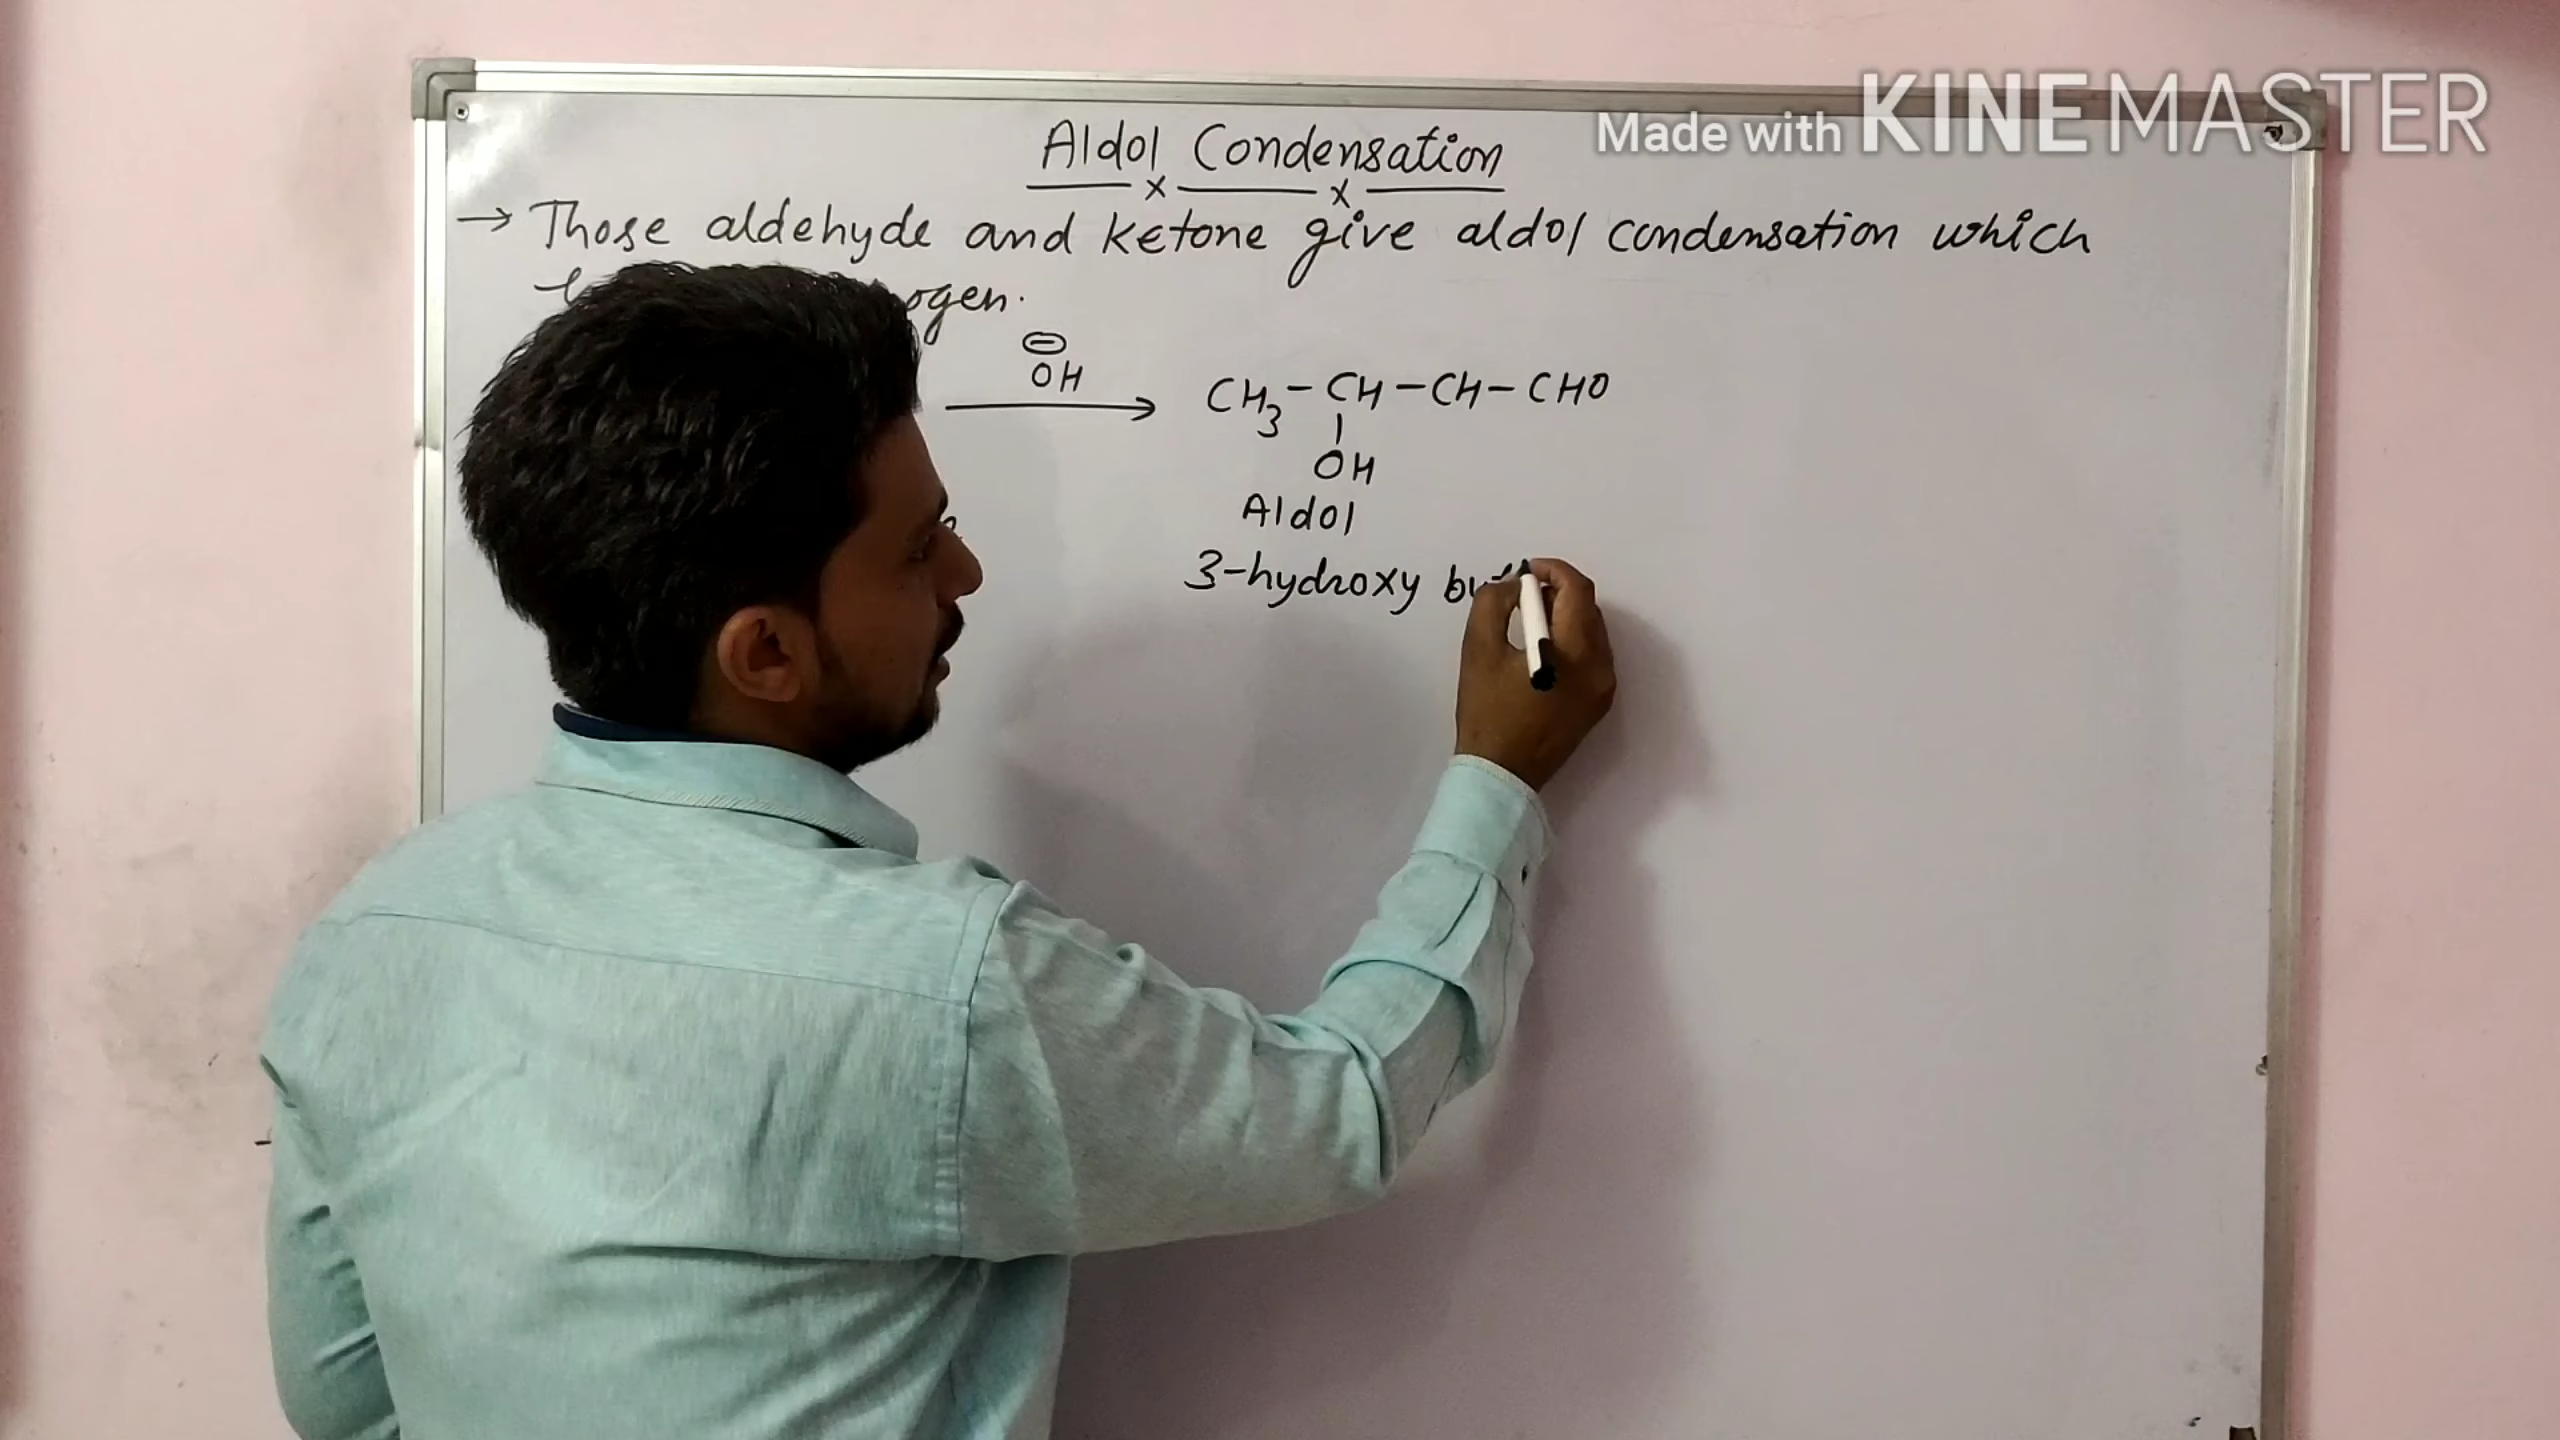 Made with KINEMASTER
Aldol Condensation
→ Those aldehyde and ketone give aldol condensation which
⊖
OH
CH3-CH-CH-CHO
OH
Aldol
3-hydroxy